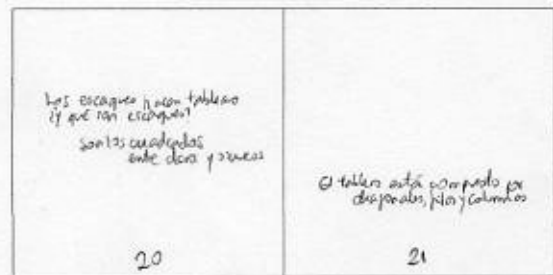 Los escaques hacen tablero
¿y qué son escaques?
son los cuadrados
entre claros y oscuros
20
El tablero está compuesto por
diagonales, filas y columnas
21